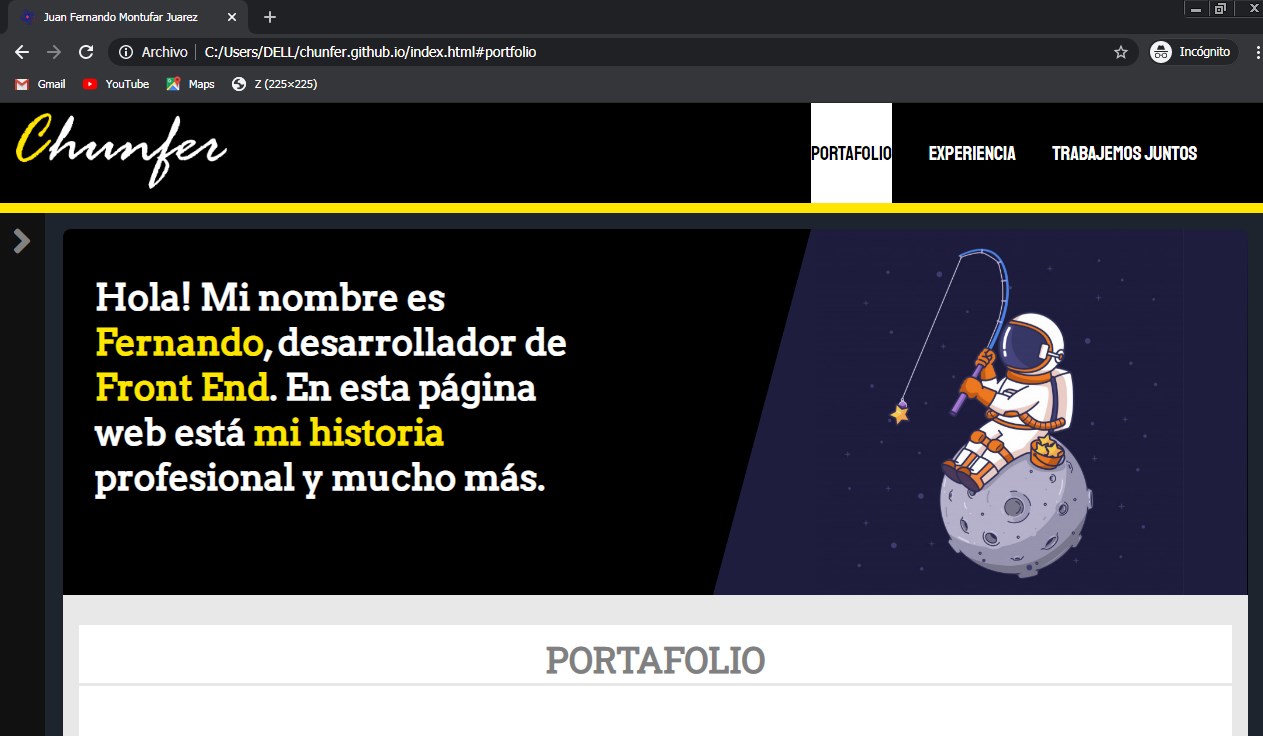 Juan Fernando Montufar Juarez
Archivo C:/Users/DELL/chunfer.github.io/index.html#portfolio Incógnito
Gmail YouTube Maps Z (225×225)
Chunfer PORTAFOLIO EXPERIENCIA TRABAJEMOS JUNTOS
Hola! Mi nombre es
Fernando, desarrollador de
Front End. En esta página
web está mi historia
profesional y mucho más.
PORTAFOLIO